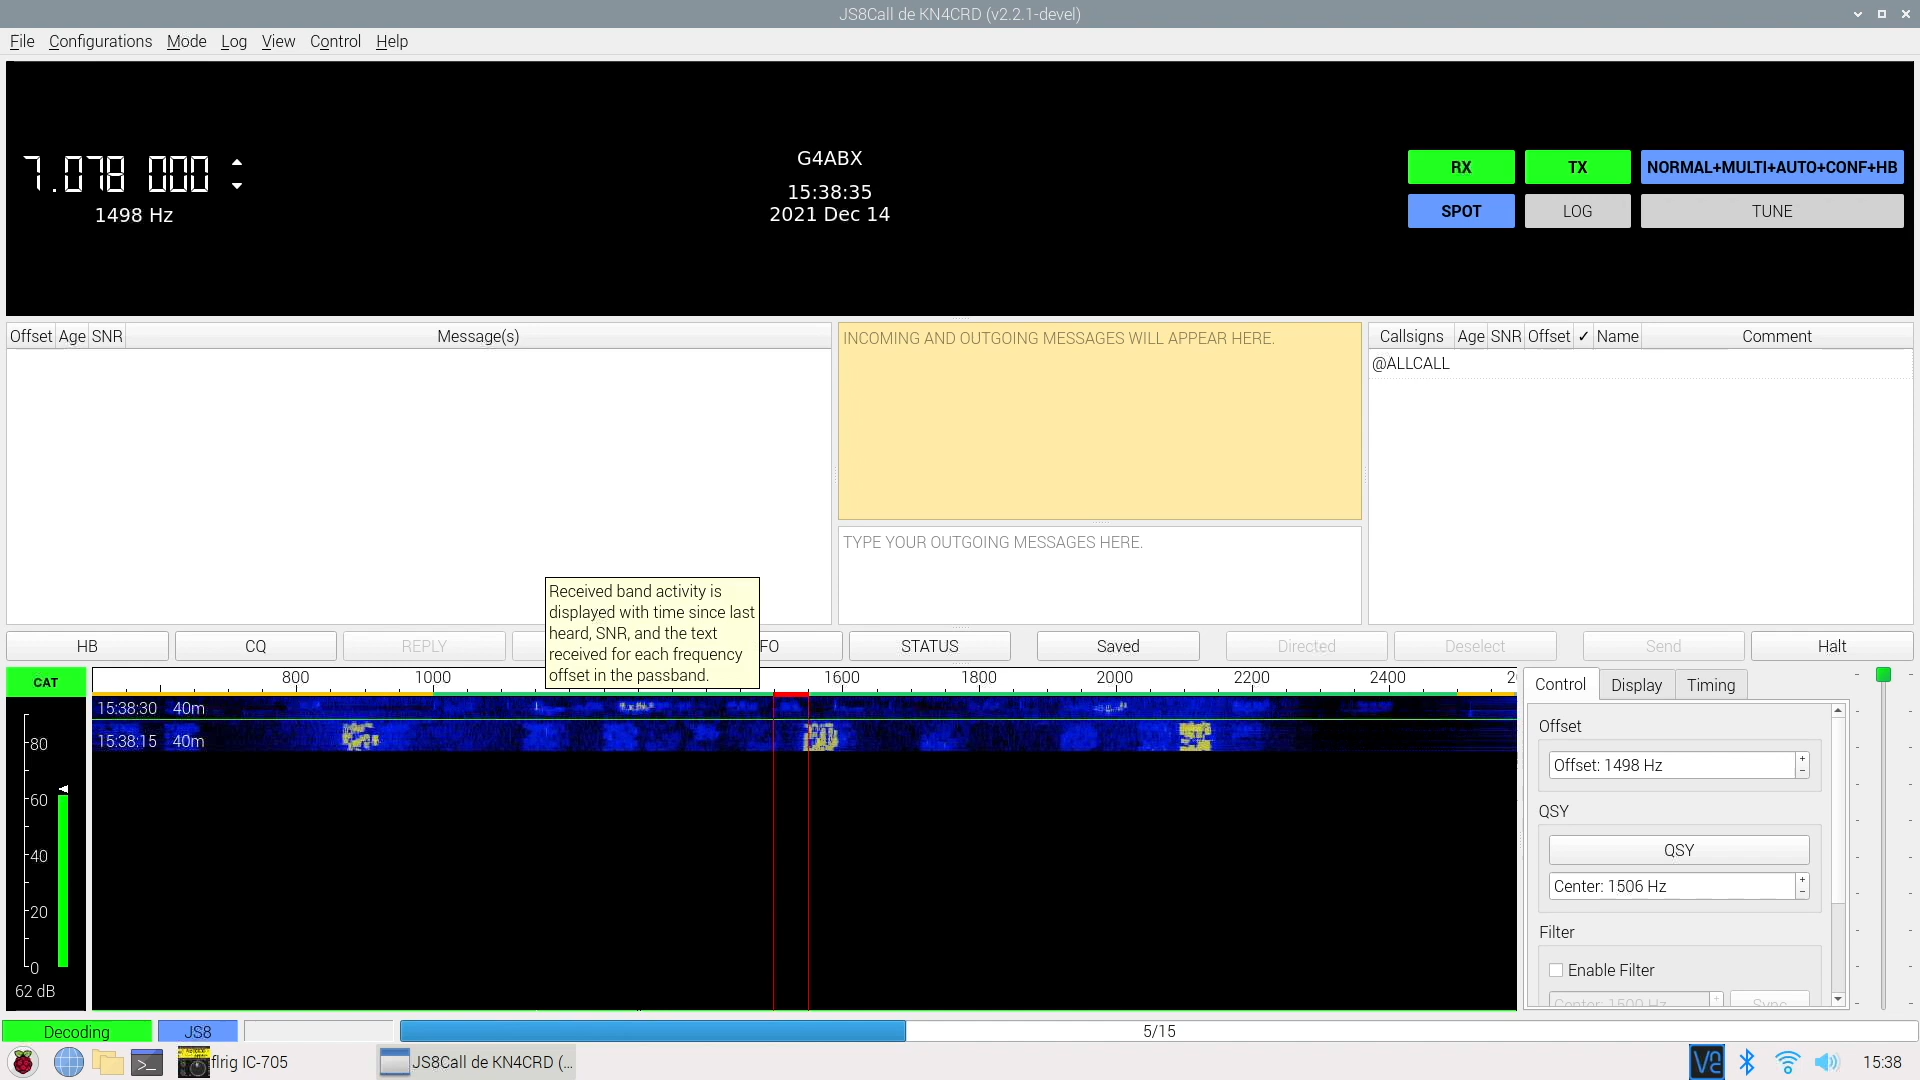 JS8Call de KN4CRD (v2.2.1-devel)
File Configurations Mode Log View Control Help
7.078 000
1498 Hz
G4ABX
15:38:35
2021 Dec 14
RX TX NORMAL+MULTI+AUTO+CONF+HB
SPOT LOG TUNE
Offset Age SNR Message(s)
INCOMING AND OUTGOING MESSAGES WILL APPEAR HERE.
TYPE YOUR OUTGOING MESSAGES HERE.
Callsigns Age SNR Offset ✓ Name Comment
@ALLCALL
Received band activity is
displayed with time since last
heard, SNR, and the text
received for each frequency
offset in the passband.
HB CQ REPLY FO STATUS Saved Directed Deselect Send Halt
CAT
80
60
40
20
0
62 dB
800 1000 1600 1800 2000 2200 2400
15:38:30 40m
15:38:15 40m
Control Display Timing
Offset
Offset: 1498 Hz
QSY
QSY
Center: 1506 Hz
Filter
Enable Filter
Center: 1500 Hz Sync
Decoding JS8 5/15
flrig IC-705 JS8Call de KN4CRD (... 15:38